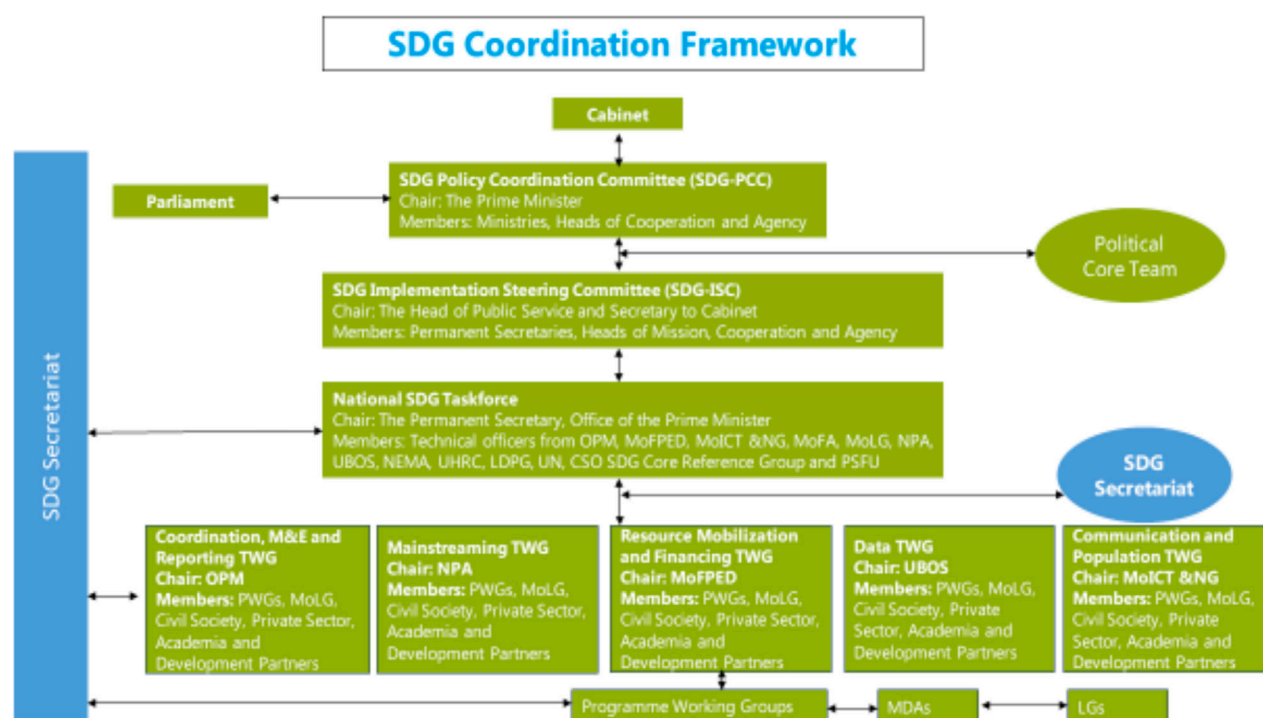 SDG Coordination Framework
Cabinet
SDG Policy Coordination Committee (SDG-PCC)
Chair: The Prime Minister
Members: Ministries, Heads of Cooperation and Agency
Parliament
Political
Core Team
SDG Implementation Steering Committee (SDG-ISC)
Chair: The Head of Public Service and Secretary to Cabinet
Members: Permanent Secretaries, Heads of Mission, Cooperation and Agency
SDG Secretariat
National SDG Taskforce
Chair: The Permanent Secretary, Office of the Prime Minister
Members: Technical officers from OPM, MoFPED, MoICT &NG, MoFA, MoLG, NPA,
UBOS, NEMA, UHRC, LDPG, UN, CSO SDG Core Reference Group and PSFU
SDG
Secretariat
Coordination, M&E and
Reporting TWG
Chair: OPM
Members: PWGs, MoLG,
Civil Society, Private Sector,
Academia and
Development Partners
Mainstreaming TWG
Chair: NPA
Members: PWGs, MoLG,
Civil Society, Private Sector,
Academia and
Development Partners
Resource Mobilization
and Financing TWG
Chair: MoFPED
Members: PWGs, MoLG,
Civil Society, Private Sector,
Academia and
Development Partners
Data TWG
Chair: UBOS
Members: PWGs, MoLG,
Civil Society, Private
Sector, Academia and
Development Partners
Communication and
Population TWG
Chair: MoICT &NG
Members: PWGs, MoLG,
Civil Society, Private
Sector, Academia and
Development Partners
Programme Working Groups
MDAs
LGs